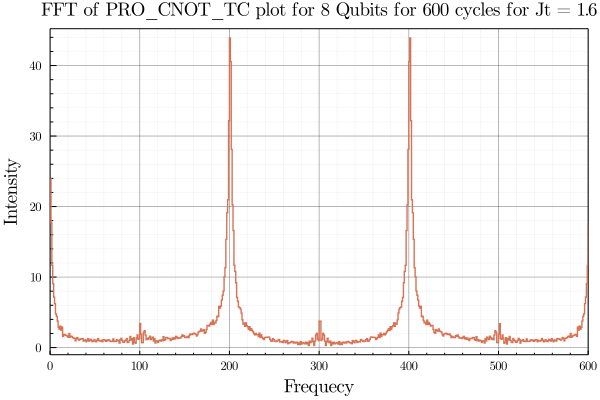 FFT of PRO_CNOT_TC plot for 8 Qubits for 600 cycles for Jt = 1.6
Intensity
40
30
20
10
0
0 100 200 300 400 500 600
Frequecy